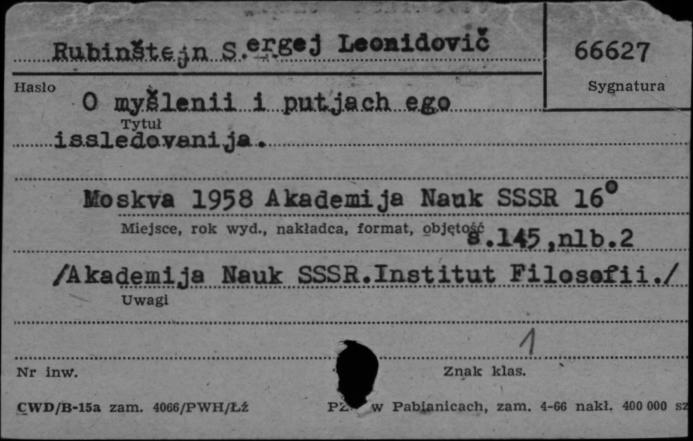 Rubinštejn S.ergej Leonidovič
66627
Hasło
Sygnatura
O myšlenii i putjach ego
Tytuł
issledovanija.
Moskva 1958 Akademija Nauk SSSR 16°
Miejsce, rok wyd., nakładca, format, objętość
s.145,nlb.2
/Akademija Nauk SSSR.Institut Filosofii./
Uwagi
1
Nr inw.
Znak klas.
CWD/B-15a zam. 4066/PWH/Łż
w Pabianicach, zam. 4-66 nakł. 400 000 sz